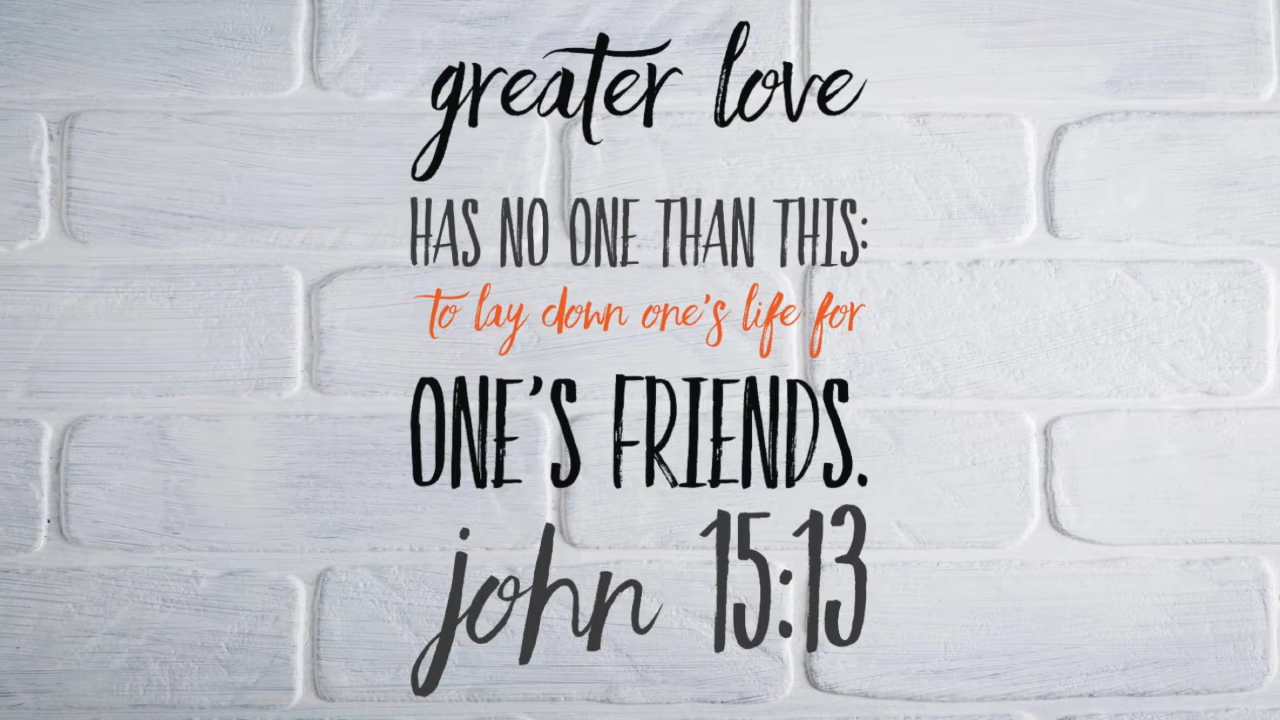 greater love
HAS NO ONE THAN THIS:
to lay down one's life for
ONE'S FRIENDS.
john 15:13